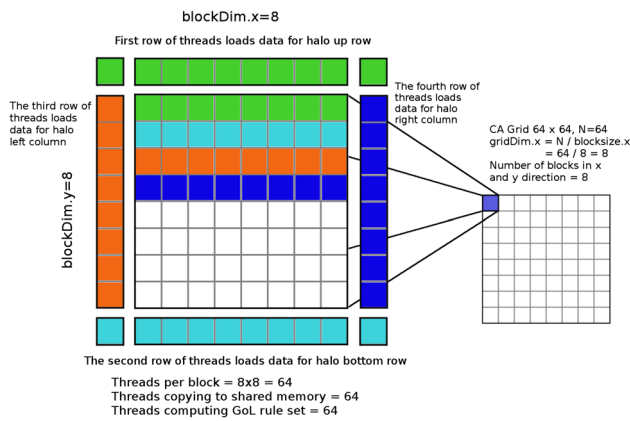 blockDim.x=8
First row of threads loads data for halo up row
The third row of
threads loads
data for halo
left column
The fourth row of
threads loads
data for halo
right column
blockDim.y=8
CA Grid 64 x 64, N=64
gridDim.x = N / blocksize.x
= 64 / 8 = 8
Number of blocks in x
and y direction = 8
The second row of threads loads data for halo bottom row
Threads per block = 8x8 = 64
Threads copying to shared memory = 64
Threads computing GoL rule set = 64